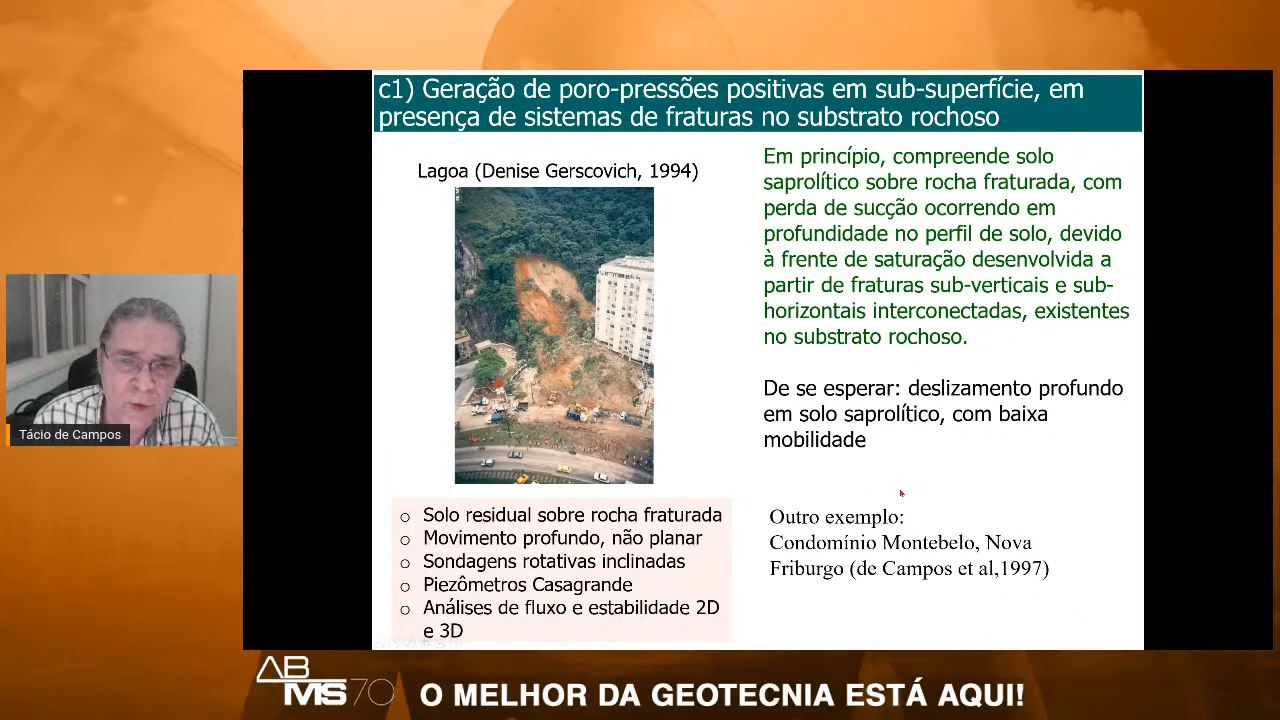 c1) Geração de poro-pressões positivas em sub-superfície, em
presença de sistemas de fraturas no substrato rochoso
Lagoa (Denise Gerscovich, 1994)
Em princípio, compreende solo
saprolítico sobre rocha fraturada, com
perda de sucção ocorrendo em
profundidade no perfil de solo, devido
à frente de saturação desenvolvida a
partir de fraturas sub-verticais e sub-
horizontais interconectadas, existentes
no substrato rochoso.
De se esperar: deslizamento profundo
em solo saprolítico, com baixa
mobilidade
Tácio de Campos
o Solo residual sobre rocha fraturada
o Movimento profundo, não planar
o Sondagens rotativas inclinadas
o Piezômetros Casagrande
o Análises de fluxo e estabilidade 2D
e 3D
Outro exemplo:
Condomínio Montebelo, Nova
Friburgo (de Campos et al,1997)
AB
MS70
O MELHOR DA GEOTECNIA ESTÁ AQUI!